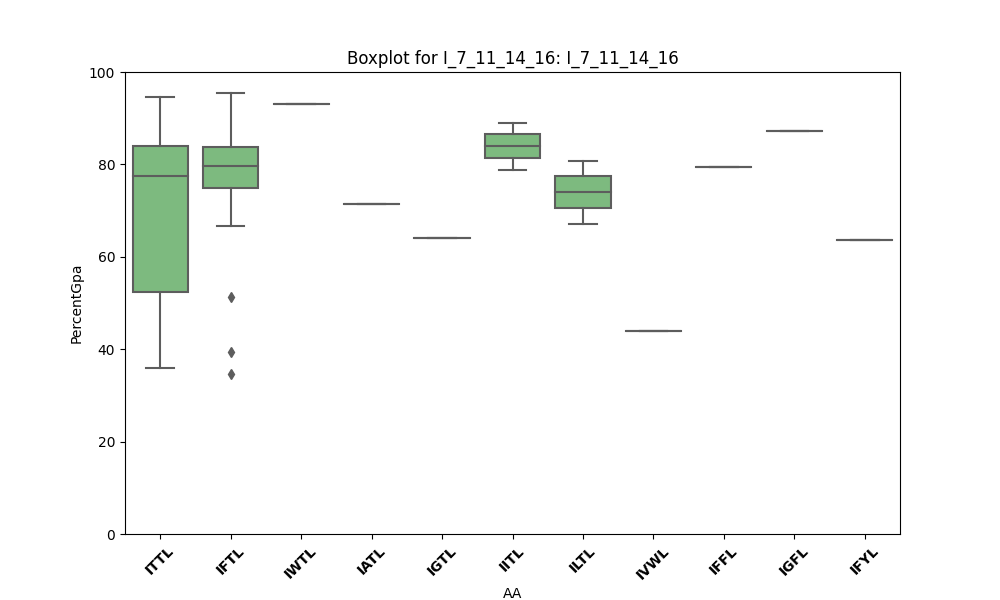 Boxplot for I_7_11_14_16: I_7_11_14_16
100
80
60
40
20
0
PercentGpa
ITTL
IFTL
IWTL
IATL
IGTL
IITL
ILTL
IVWL
IFFL
IGFL
IFYL
AA